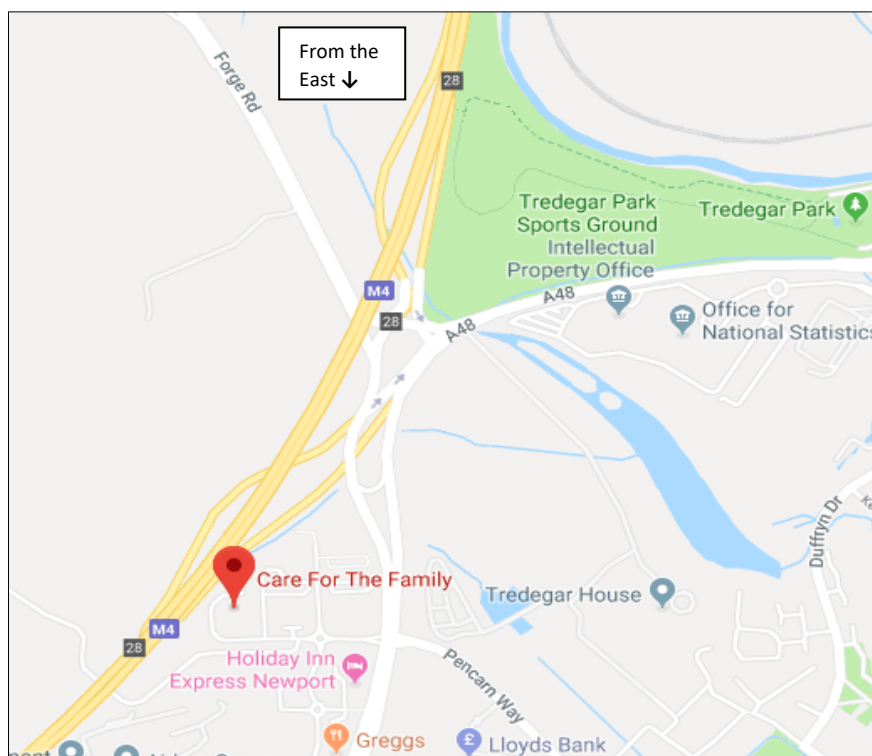 From the
East ↓
Forge Rd
28
Tredegar Park
Sports Ground
Tredegar Park
Intellectual
Property Office
M4
A48
28
A48
Office for
National Statistics
Duffryn Dr
Care For The Family
Tredegar House
M4
28
Holiday Inn
Express Newport
Pencarn Way
Greggs
Lloyds Bank